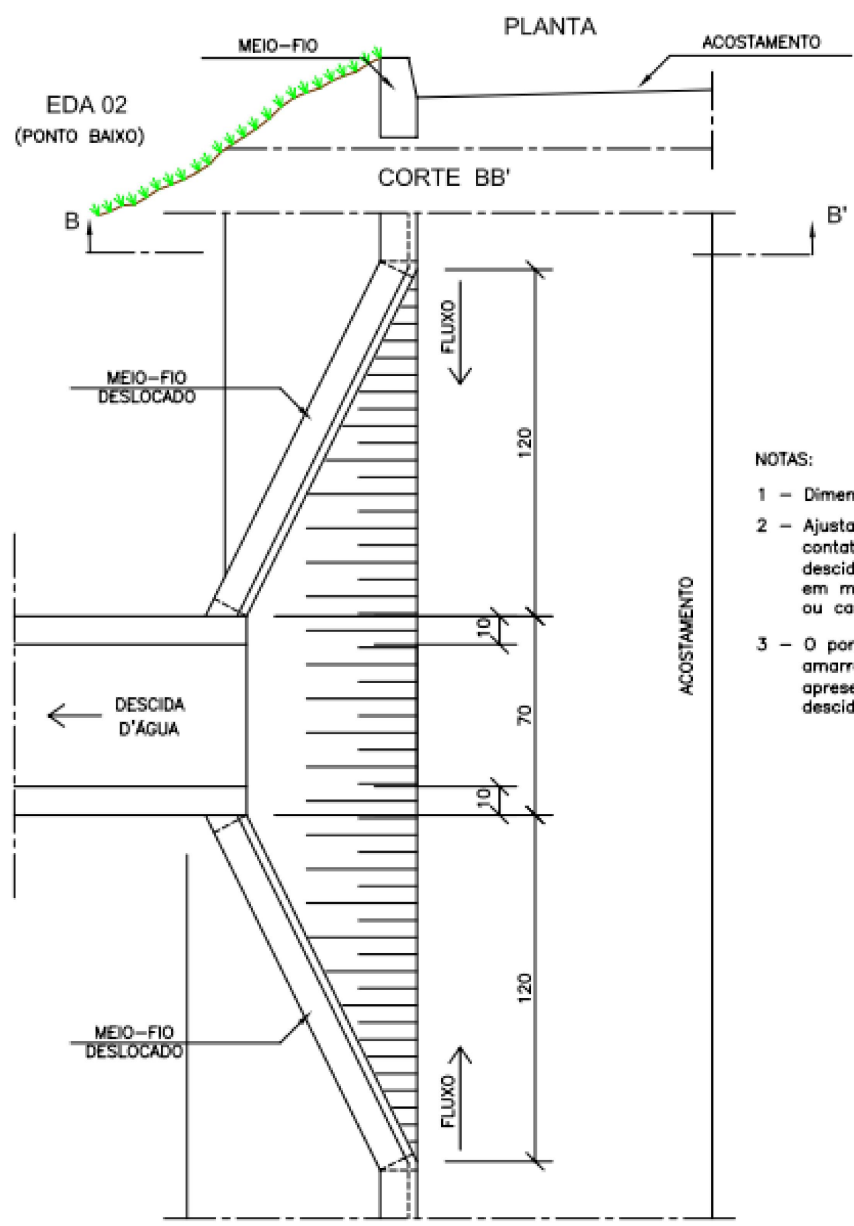 PLANTA
MEIO-FIO
ACOSTAMENTO
EDA 02
(PONTO BAIXO)
CORTE BB'
B
B'
FLUXO
MEIO-FIO
DESLOCADO
120
NOTAS:
1 - Dimen
2 - Ajusta
contat
descid
em m
ou ca
3 - O por
amarr
aprese
descid
ACOSTAMENTO
10
DESCIDA
D'ÁGUA
70
10
120
MEIO-FIO
DESLOCADO
FLUXO